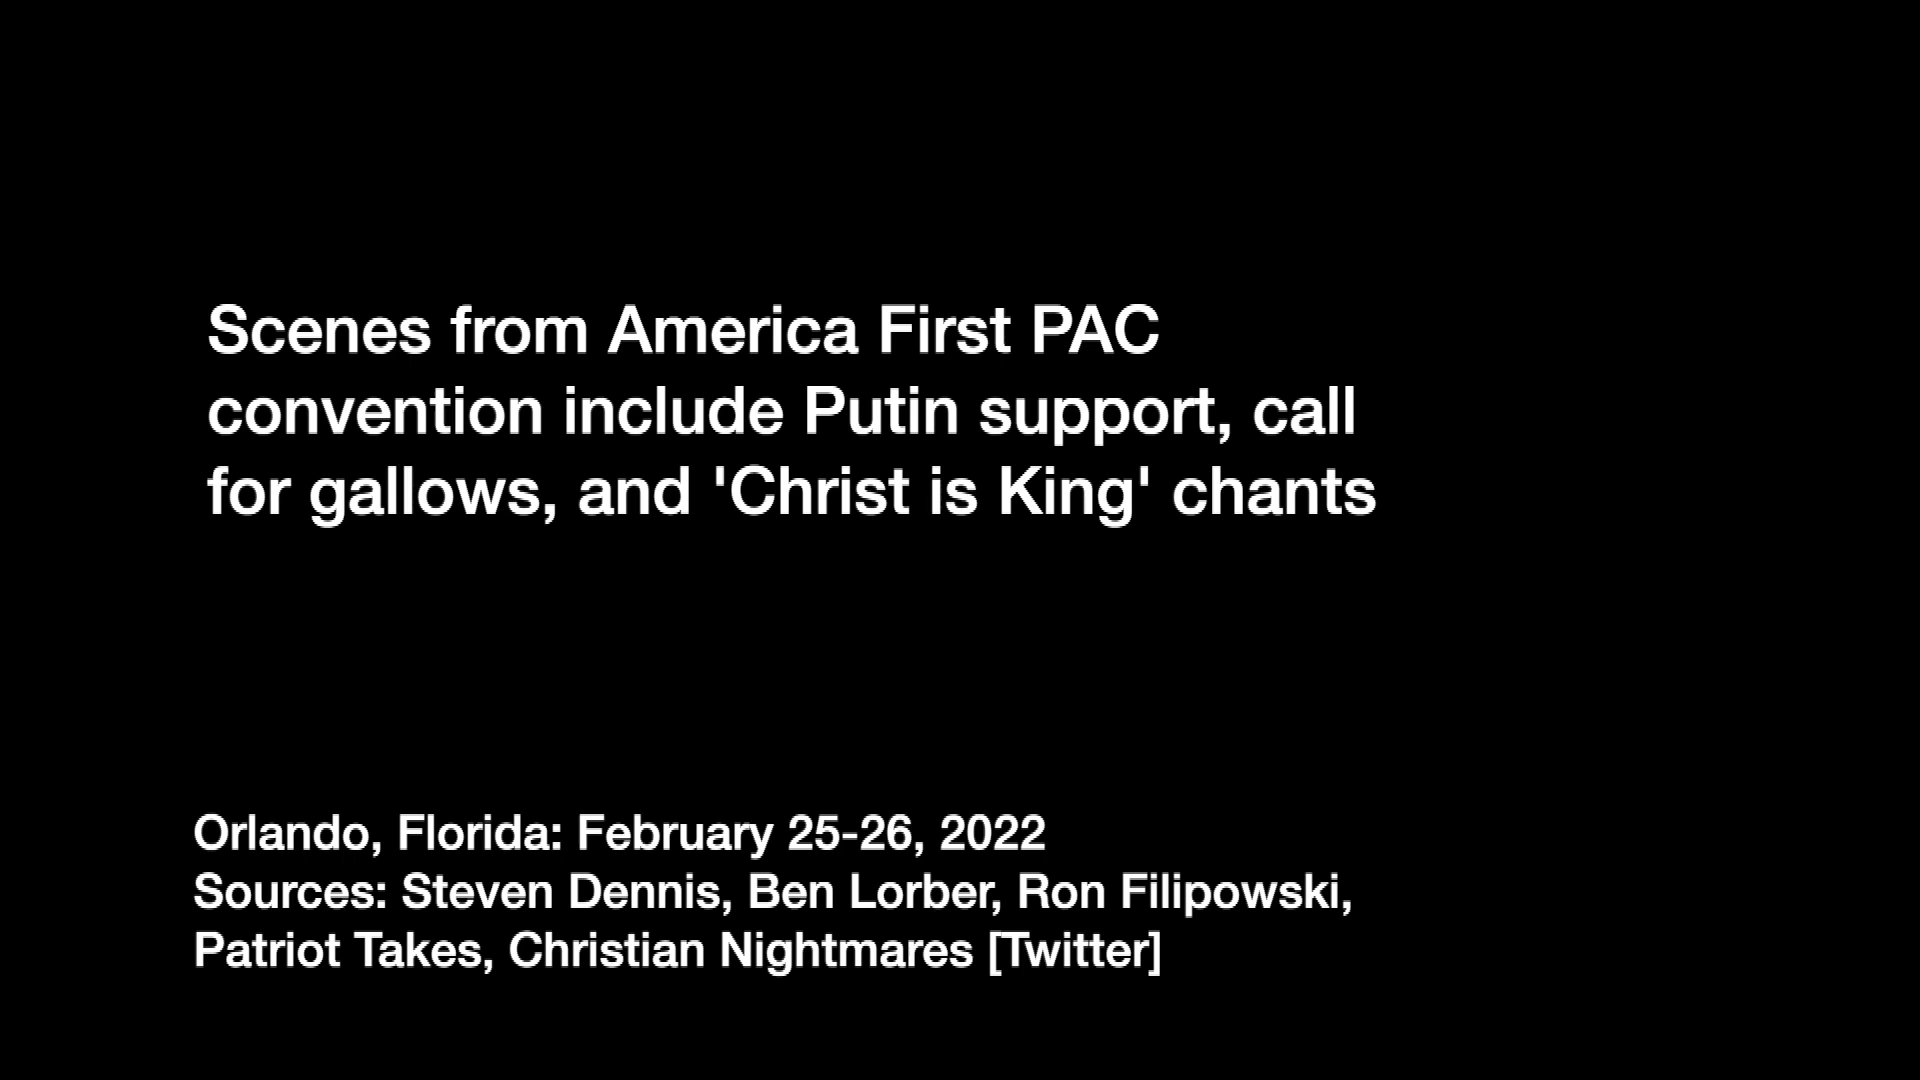 Scenes from America First PAC
convention include Putin support, call
for gallows, and 'Christ is King' chants
Orlando, Florida: February 25-26, 2022
Sources: Steven Dennis, Ben Lorber, Ron Filipowski,
Patriot Takes, Christian Nightmares [Twitter]